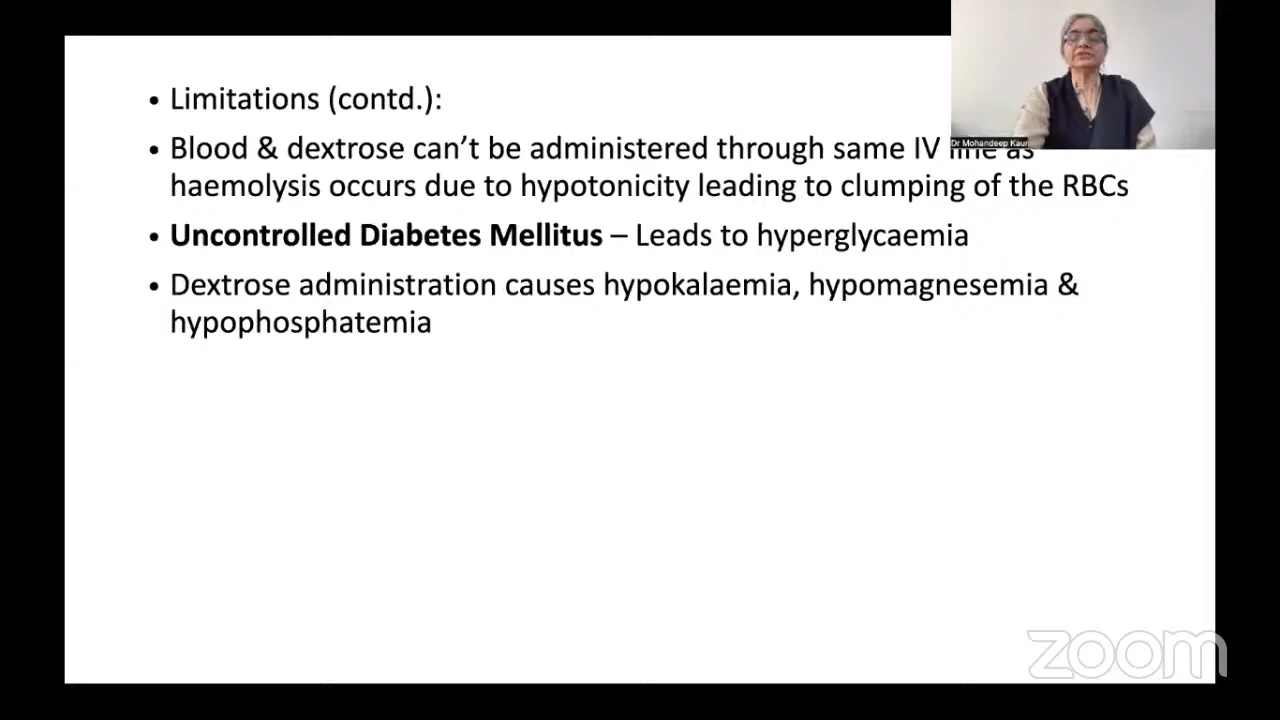 • Limitations (contd.):
• Blood & dextrose can’t be administered through same IV line as
haemolysis occurs due to hypotonicity leading to clumping of the RBCs
• Uncontrolled Diabetes Mellitus – Leads to hyperglycaemia
• Dextrose administration causes hypokalaemia, hypomagnesemia &
hypophosphatemia
Dr Mohandeep Kaur
zoom